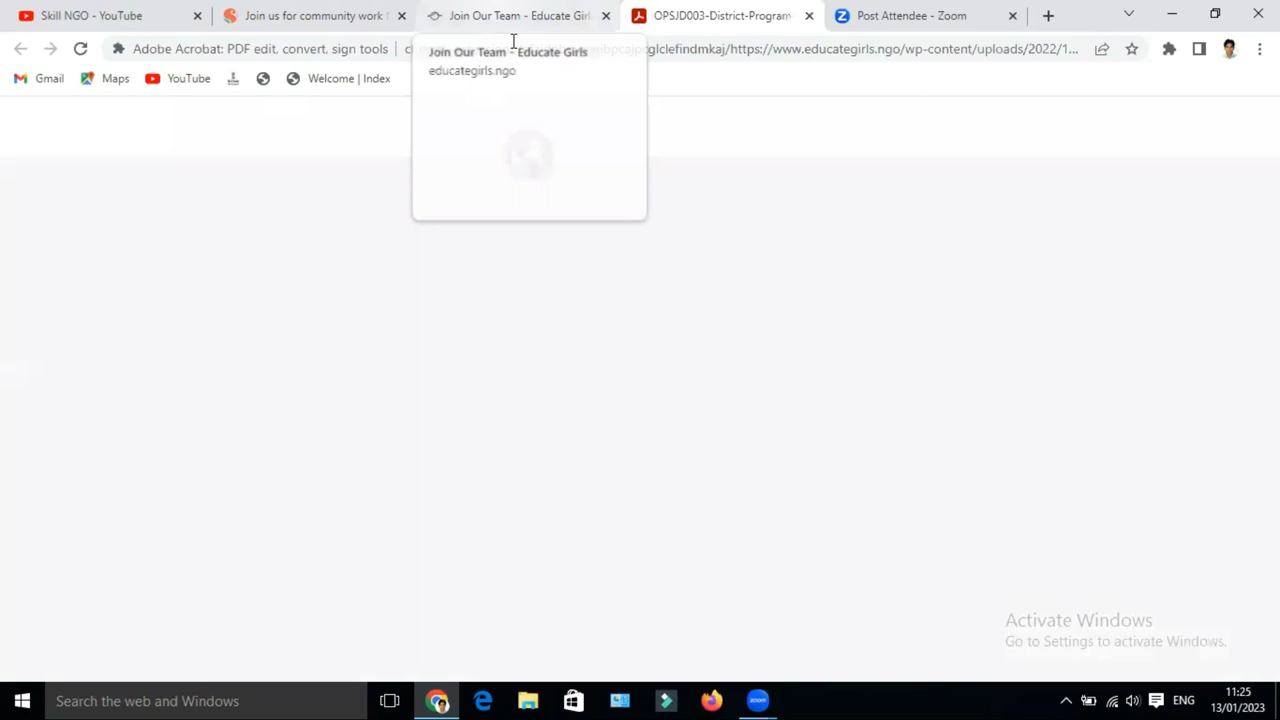 Skill NGO - YouTube
Join us for community work
Join Our Team - Educate Girl
OPSJD003-District-Program
Post Attendee - Zoom
Adobe Acrobat: PDF edit, convert, sign tools
bpcajpcglclefindmkaj/https://www.educategirls.ngo/wp-content/uploads/2022/1...
Join Our Team - Educate Girls
educategirls.ngo
Gmail
Maps
YouTube
Welcome | Index
Activate Windows
Go to Settings to activate Windows.
Search the web and Windows
zoom
ENG
11:25
13/01/2023